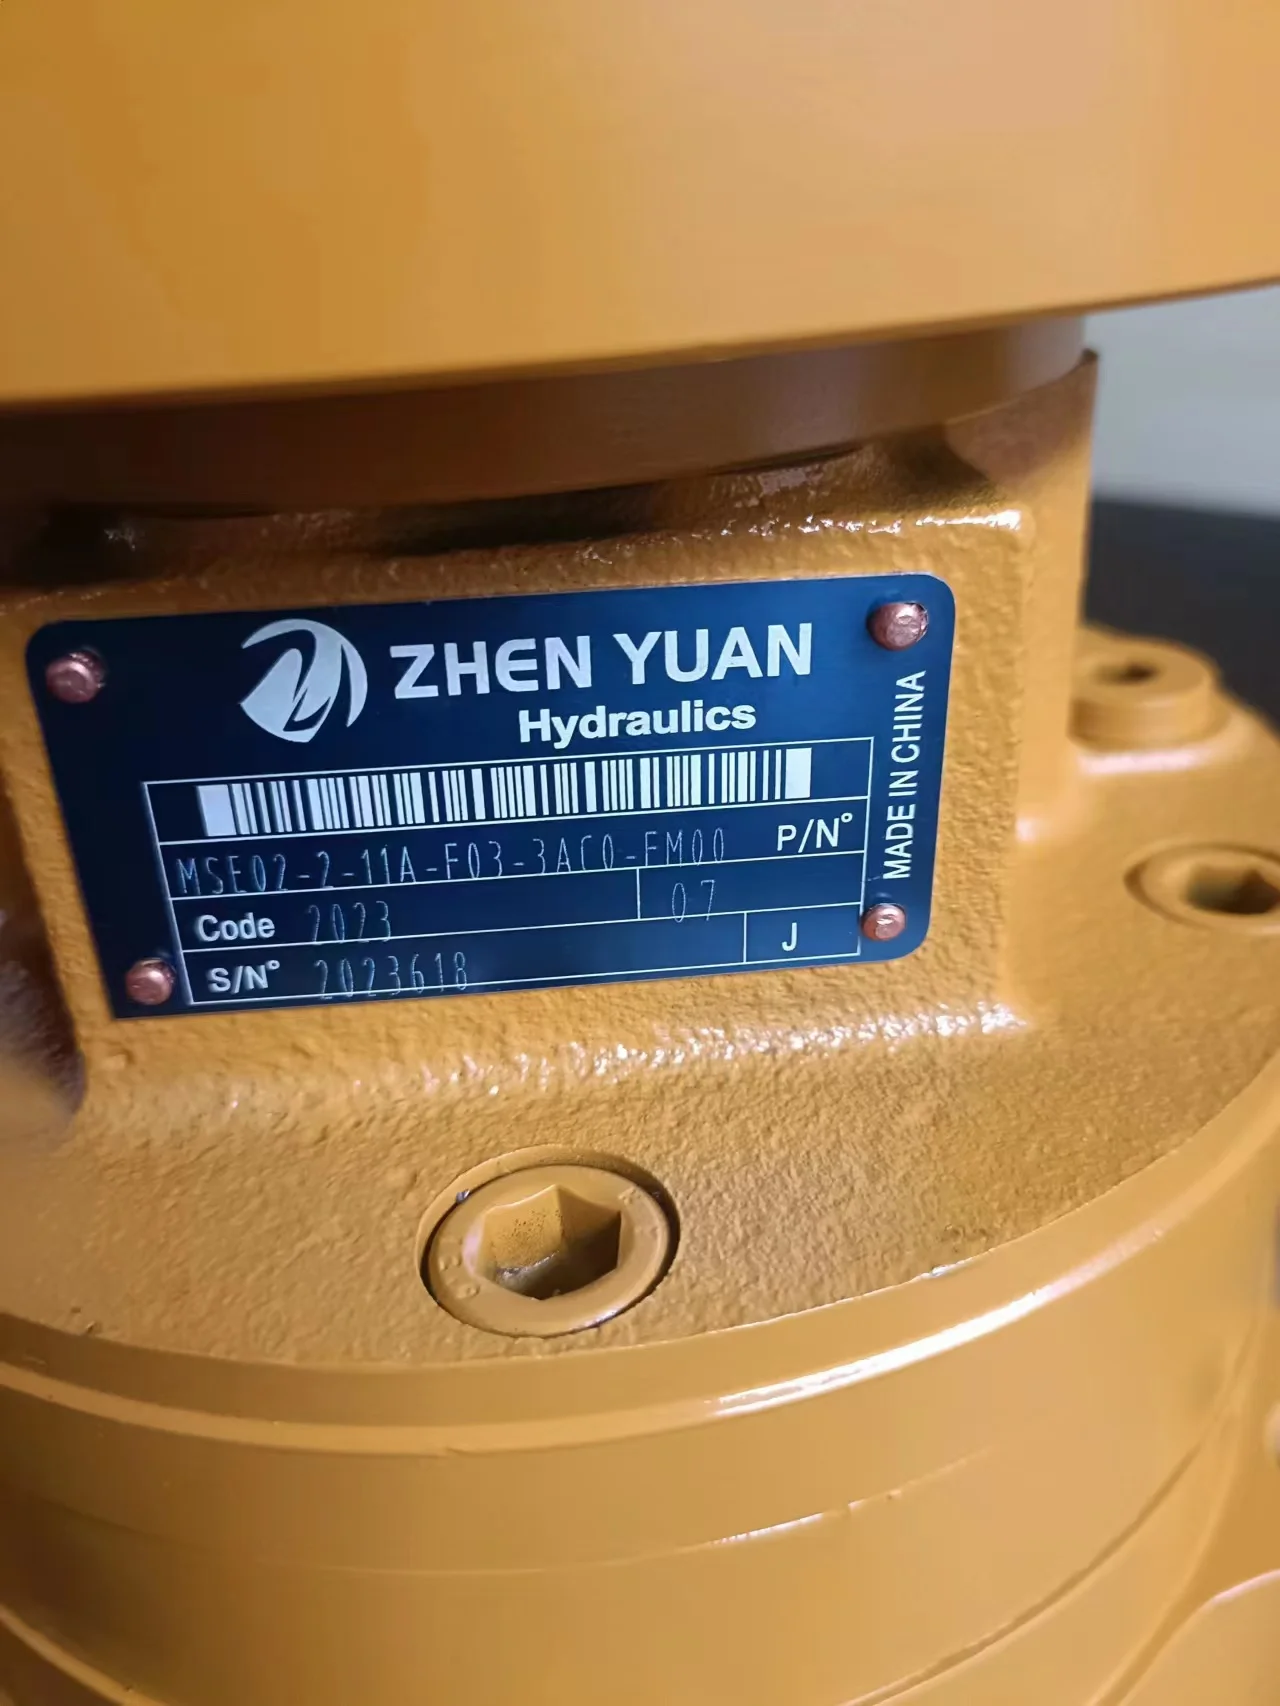 ZHEN YUAN
Hydraulics
MADE IN CHINA
MSE02-2-11A-F03-3AC0-FM00 P/N°
Code 2023 07
S/N° 2023618 J